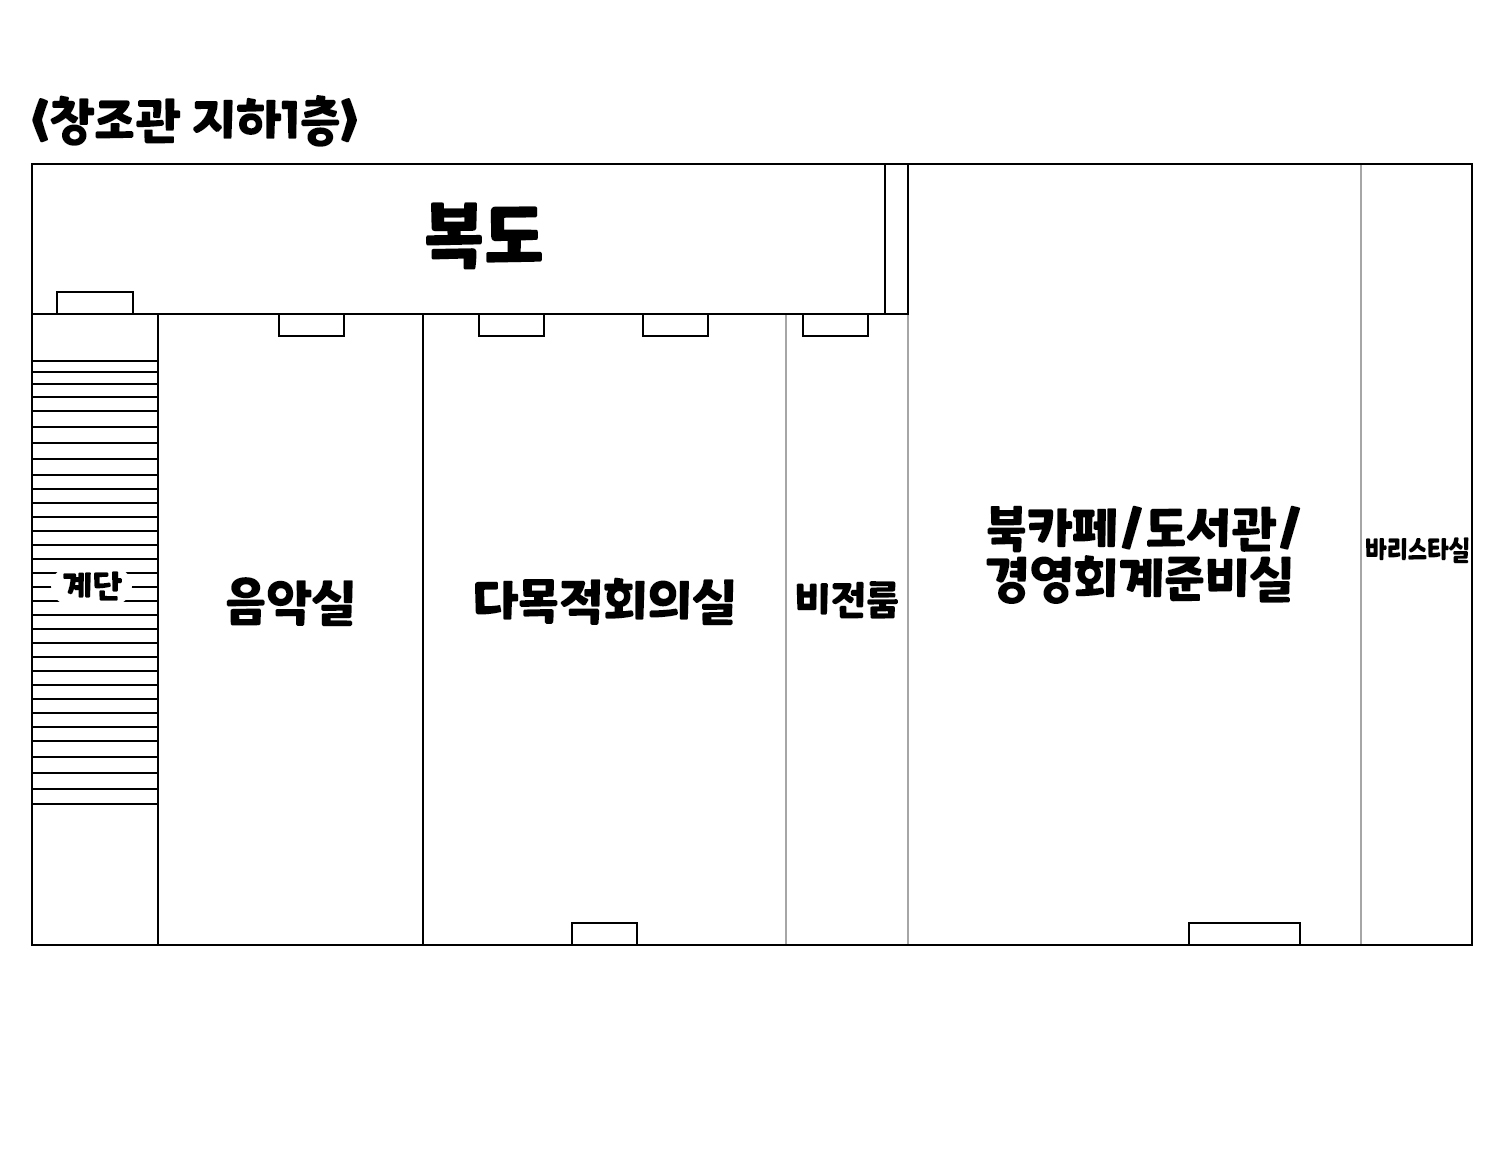 <창조관 지하1층>
복도
계단
음악실
다목적회의실
비전룸
북카페/도서관/
경영회계준비실
바리스타실